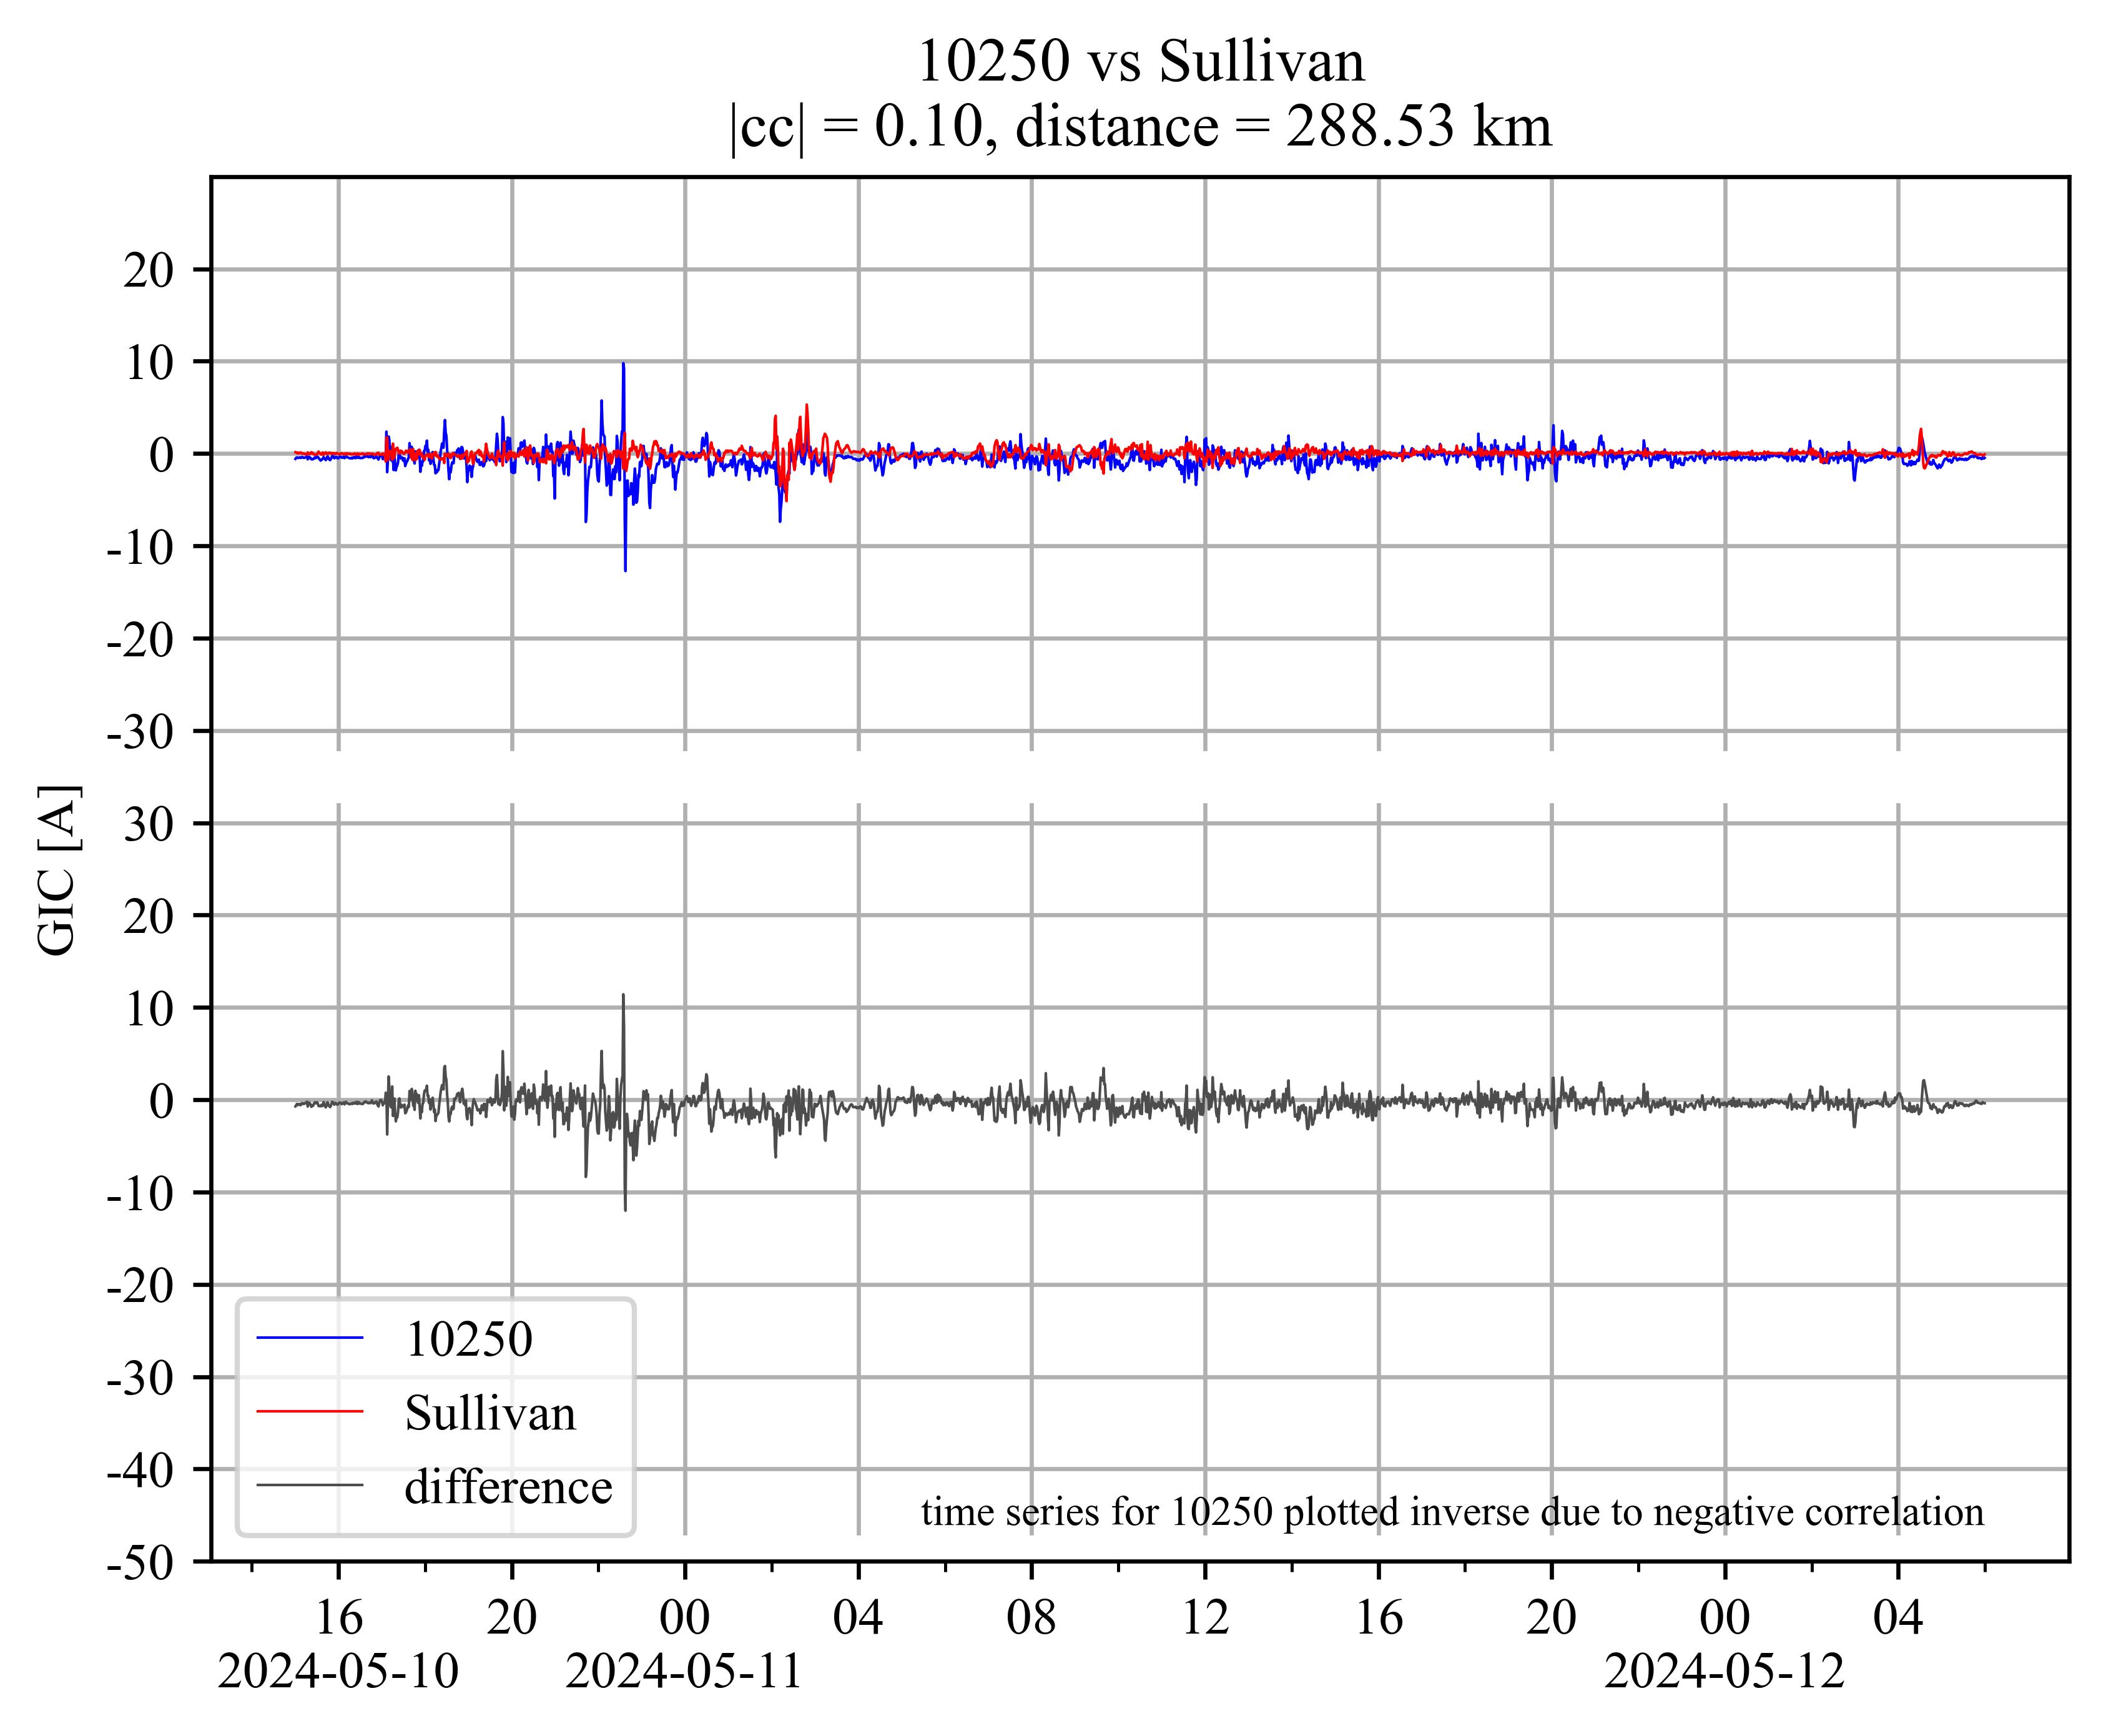 10250 vs Sullivan
|cc| = 0.10, distance = 288.53 km
GIC [A]
20
10
0
-10
-20
-30
30
20
10
0
-10
-20
-30
-40
-50
10250
Sullivan
difference
time series for 10250 plotted inverse due to negative correlation
16 20 00 04 08 12 16 20 00 04
2024-05-10 2024-05-11 2024-05-12